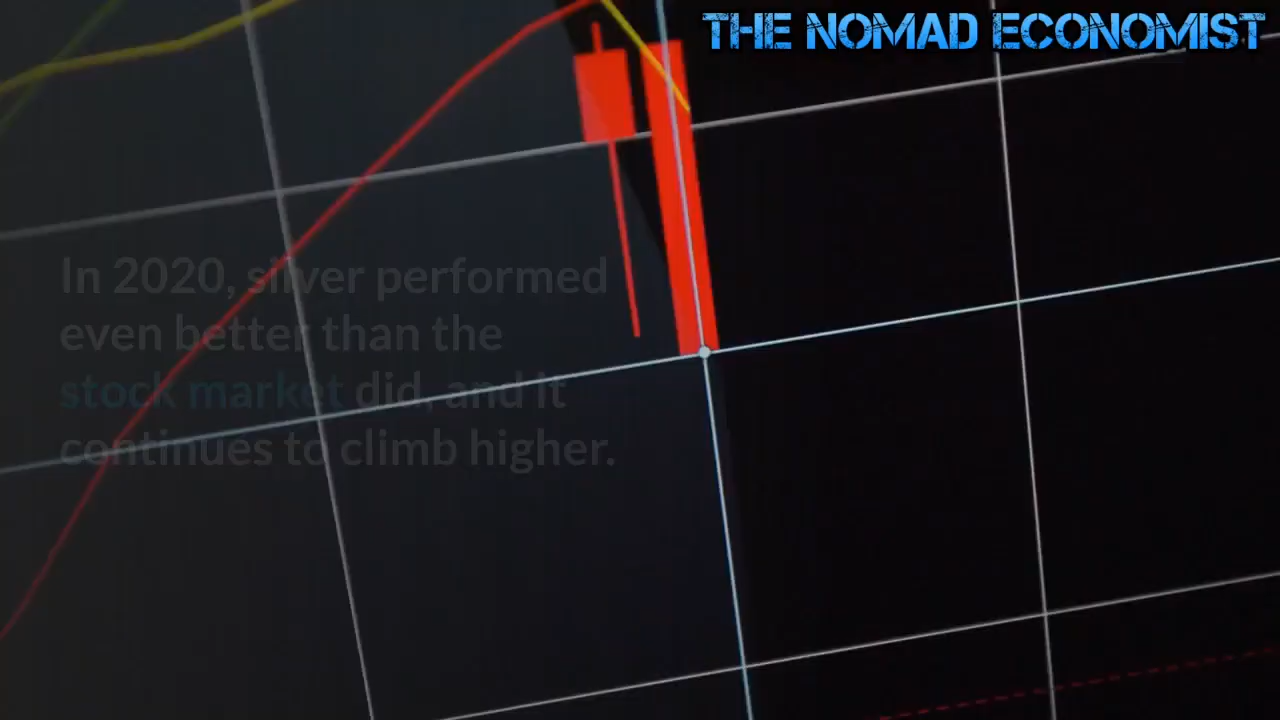 THE NOMAD ECONOMIST
In 2020, silver performed
even better than the
stock market did, and it
continues to climb higher.